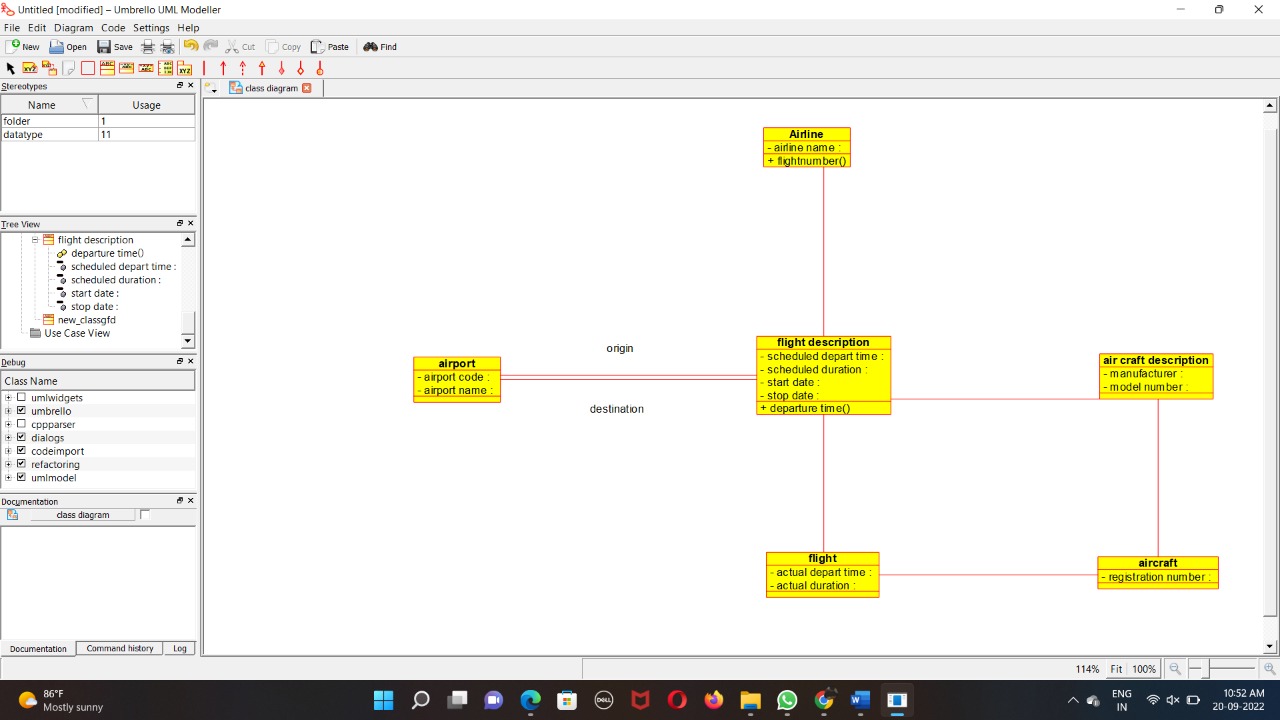 Untitled [modified] – Umbrello UML Modeller
File Edit Diagram Code Settings Help
New Open Save Cut Copy Paste Find
Stereotypes
class diagram
Name Usage
folder 1
datatype 11
Tree View
flight description
departure time()
scheduled depart time :
scheduled duration :
start date :
stop date :
new_classgfd
Use Case View
Debug
Class Name
umlwidgets
umbrello
cppparser
dialogs
codeimport
refactoring
umlmodel
Documentation
class diagram
Documentation Command history Log
Airline
- airline name :
+ flightnumber()
origin
destination
airport
- airport code :
- airport name :
flight description
- scheduled depart time :
- scheduled duration :
- start date :
- stop date :
+ departure time()
air craft description
- manufacturer :
- model number :
flight
- actual depart time :
- actual duration :
aircraft
- registration number :
114% Fit 100%
86°F
Mostly sunny
DELL
ENG
IN
10:52 AM
20-09-2022